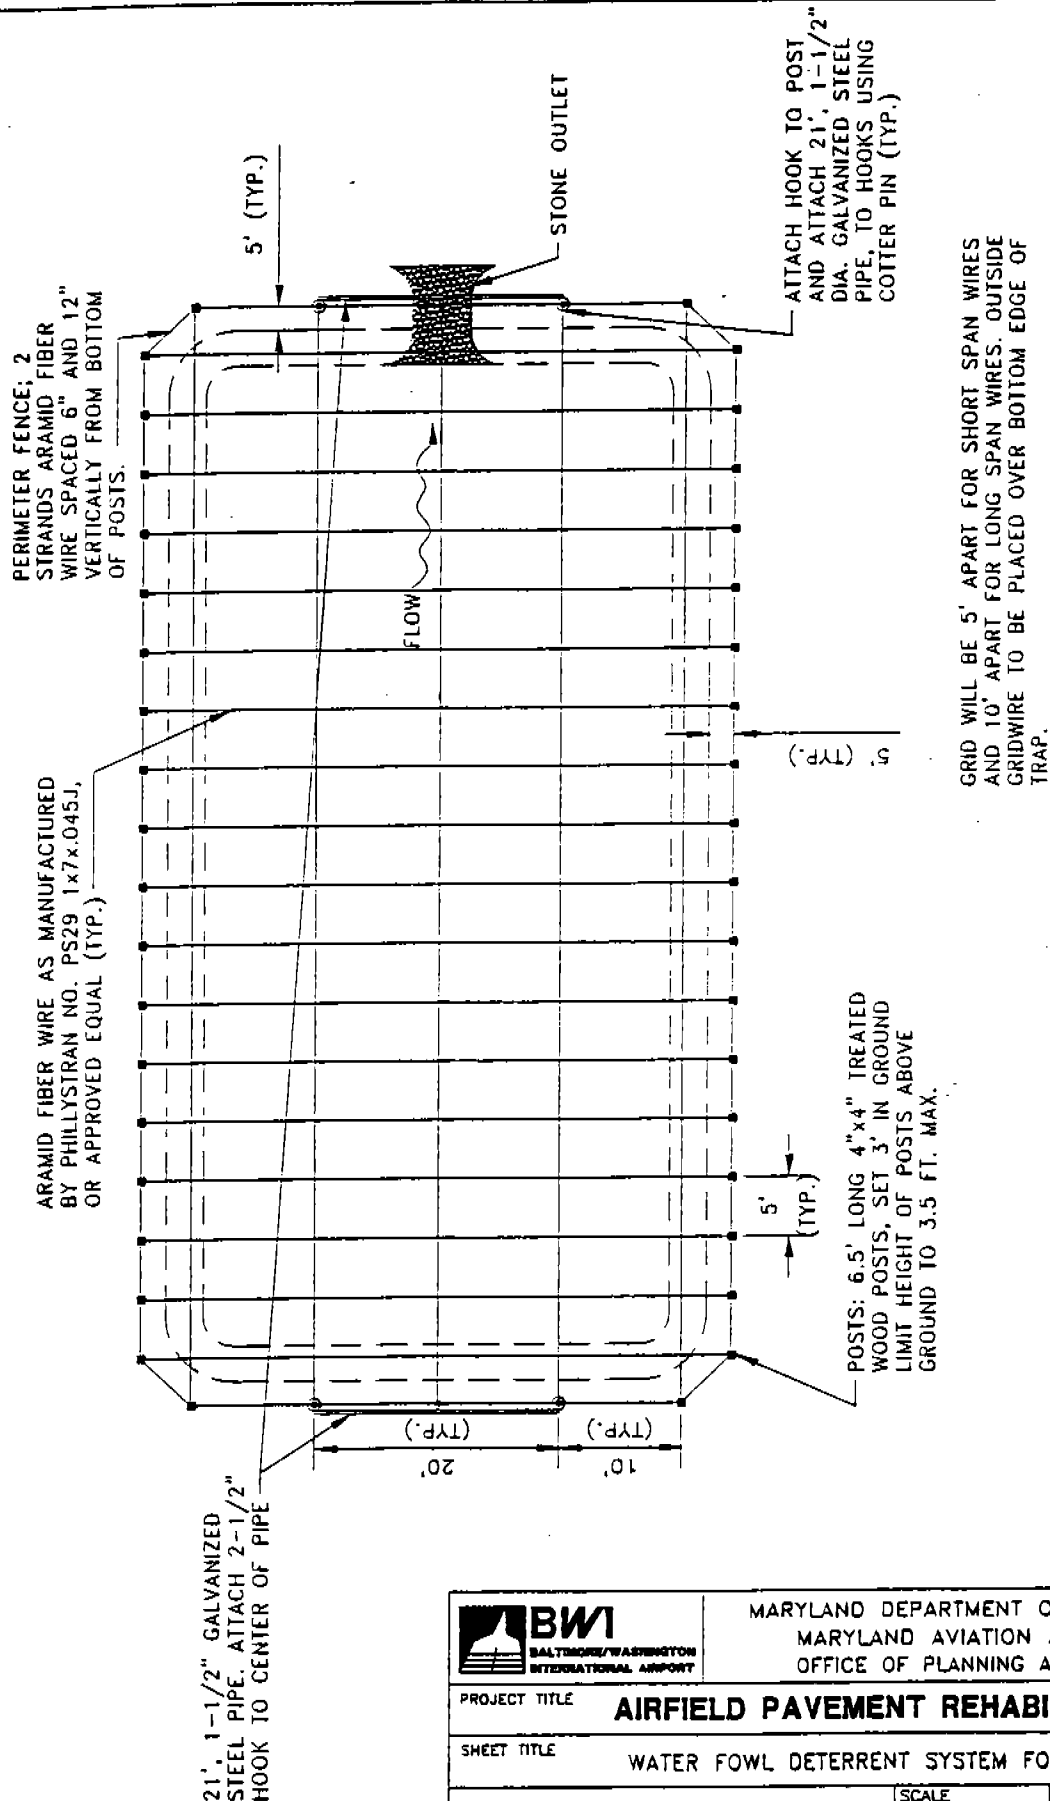 PERIMETER FENCE; 2
STRANDS ARAMID FIBER
WIRE SPACED 6" AND 12"
VERTICALLY FROM BOTTOM
OF POSTS.
5' (TYP.)
STONE OUTLET
ATTACH HOOK TO POST
AND ATTACH 21', 1-1/2"
DIA. GALVANIZED STEEL
PIPE, TO HOOKS USING
COTTER PIN (TYP.)
ARAMID FIBER WIRE AS MANUFACTURED
BY PHILLYSTRAN NO. PS29 1x7x.045J,
OR APPROVED EQUAL (TYP.)
FLOW
5' (TYP.)
GRID WILL BE 5' APART FOR SHORT SPAN WIRES
AND 10' APART FOR LONG SPAN WIRES. OUTSIDE
GRIDWIRE TO BE PLACED OVER BOTTOM EDGE OF
TRAP.
5'
(TYP.)
POSTS: 6.5' LONG 4"x4" TREATED
WOOD POSTS, SET 3' IN GROUND
LIMIT HEIGHT OF POSTS ABOVE
GROUND TO 3.5 FT. MAX.
20'
(TYP.)
10'
(TYP.)
21', 1-1/2" GALVANIZED
STEEL PIPE. ATTACH 2-1/2"
HOOK TO CENTER OF PIPE
BWI
BALTIMORE/WASHINGTON
INTERNATIONAL AIRPORT
MARYLAND DEPARTMENT O
MARYLAND AVIATION
OFFICE OF PLANNING A
PROJECT TITLE
AIRFIELD PAVEMENT REHABI
SHEET TITLE
WATER FOWL DETERRENT SYSTEM FO
SCALE